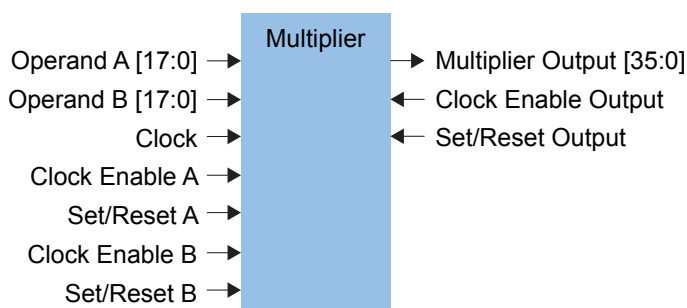 Multiplier
Operand A [17:0]
Multiplier Output [35:0]
Operand B [17:0]
Clock Enable Output
Clock
Set/Reset Output
Clock Enable A
Set/Reset A
Clock Enable B
Set/Reset B